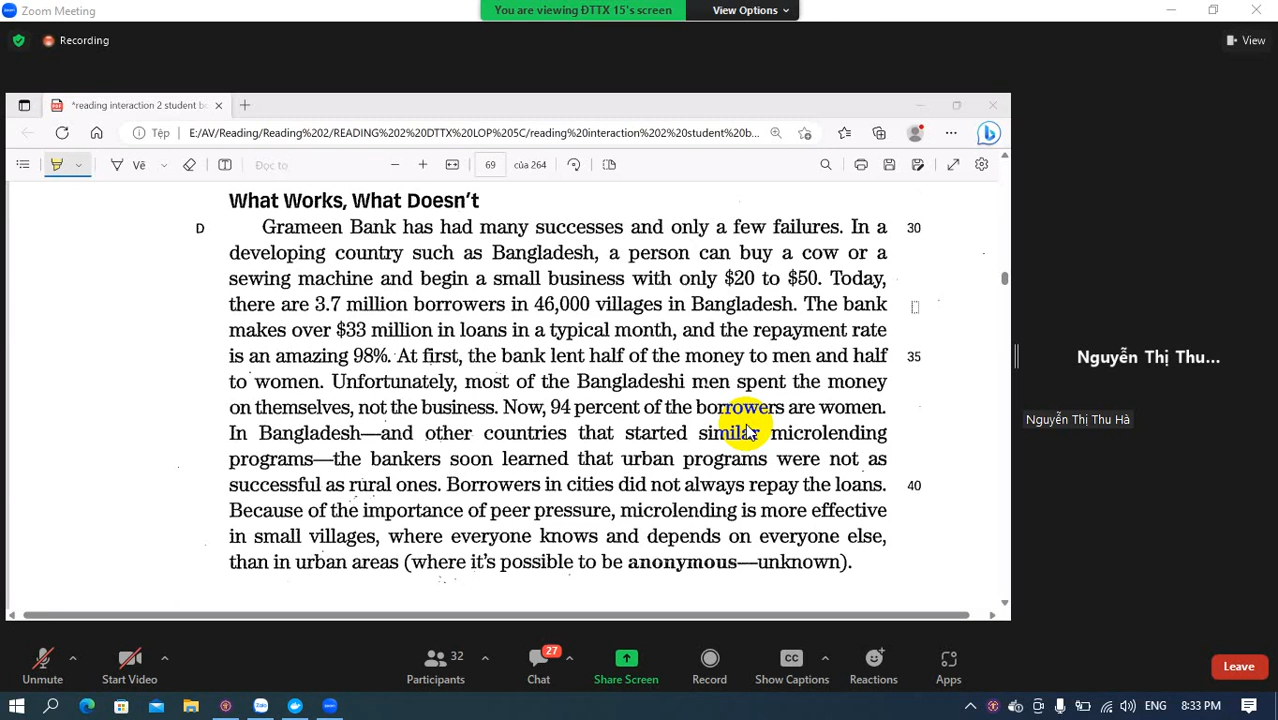 Zoom Meeting
You are viewing ĐTTX 15's screen
View Options
Recording
View
*reading interaction 2 student bo
Tệp
E:/AV/Reading/Reading%202/READING%202%20DTTX%20LOP%205C/reading%20interaction%202%20student%20b...
Vẽ
Đọc to
69
của 264
What Works, What Doesn't
D
Grameen Bank has had many successes and only a few failures. In a 30
developing country such as Bangladesh, a person can buy a cow or a
sewing machine and begin a small business with only $20 to $50. Today,
there are 3.7 million borrowers in 46,000 villages in Bangladesh. The bank
makes over $33 million in loans in a typical month, and the repayment rate
is an amazing 98%. At first, the bank lent half of the money to men and half 35
to women. Unfortunately, most of the Bangladeshi men spent the money
on themselves, not the business. Now, 94 percent of the borrowers are women.
In Bangladesh—and other countries that started similar microlending
programs—the bankers soon learned that urban programs were not as
successful as rural ones. Borrowers in cities did not always repay the loans. 40
Because of the importance of peer pressure, microlending is more effective
in small villages, where everyone knows and depends on everyone else,
than in urban areas (where it's possible to be anonymous—unknown).
Nguyễn Thị Thu...
Nguyễn Thị Thu Hà
Unmute
Start Video
32
Participants
27
Chat
Share Screen
Record
CC
Show Captions
Reactions
Apps
Leave
Zalo
ENG
8:33 PM